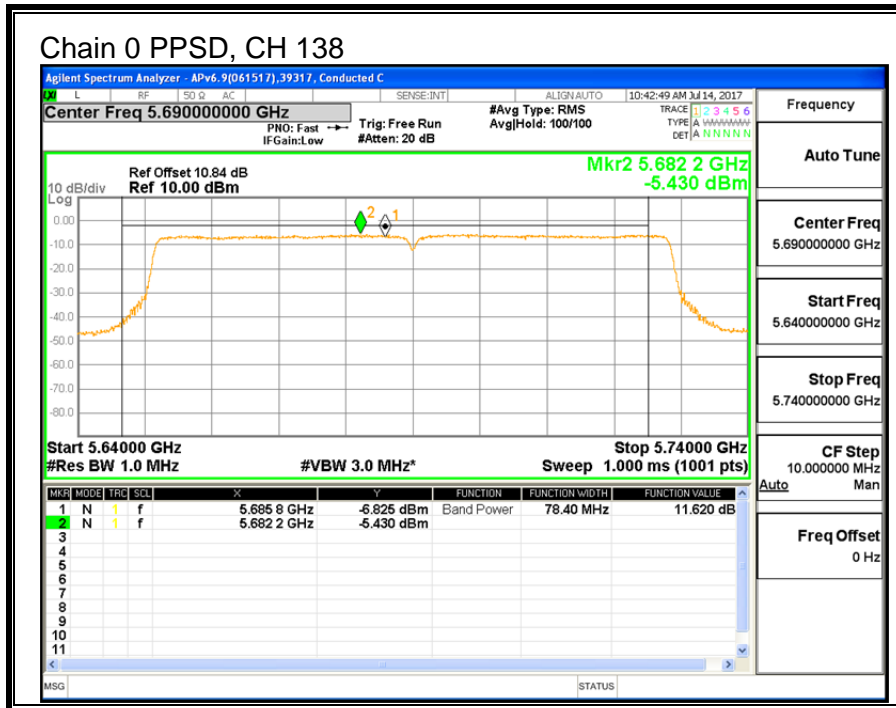 Chain 0 PPSD, CH 138
Agilent Spectrum Analyzer - APv6.9(061517),39317, Conducted C
LXI L RF 50 Ω AC SENSE:INT ALIGN AUTO 10:42:49 AM Jul 14, 2017
Center Freq 5.690000000 GHz #Avg Type: RMS TRACE 1 2 3 4 5 6
PNO: Fast Trig: Free Run Avg|Hold: 100/100 TYPE A WWWWW
IFGain:Low #Atten: 20 dB DET A N N N N N
Mkr2 5.682 2 GHz
-5.430 dBm
Ref Offset 10.84 dB
10 dB/div Ref 10.00 dBm
Log
2 1
0.00
-10.0
-20.0
-30.0
-40.0
-50.0
-60.0
-70.0
-80.0
Start 5.64000 GHz Stop 5.74000 GHz
#Res BW 1.0 MHz #VBW 3.0 MHz* Sweep 1.000 ms (1001 pts)
MKR MODE TRC SCL X Y FUNCTION FUNCTION WIDTH FUNCTION VALUE
1 N 1 f 5.685 8 GHz -6.825 dBm Band Power 78.40 MHz 11.620 dB
2 N 1 f 5.682 2 GHz -5.430 dBm
3
4
5
6
7
8
9
10
11
MSG STATUS
Frequency
Auto Tune
Center Freq
5.690000000 GHz
Start Freq
5.640000000 GHz
Stop Freq
5.740000000 GHz
CF Step
10.000000 MHz
Auto Man
Freq Offset
0 Hz